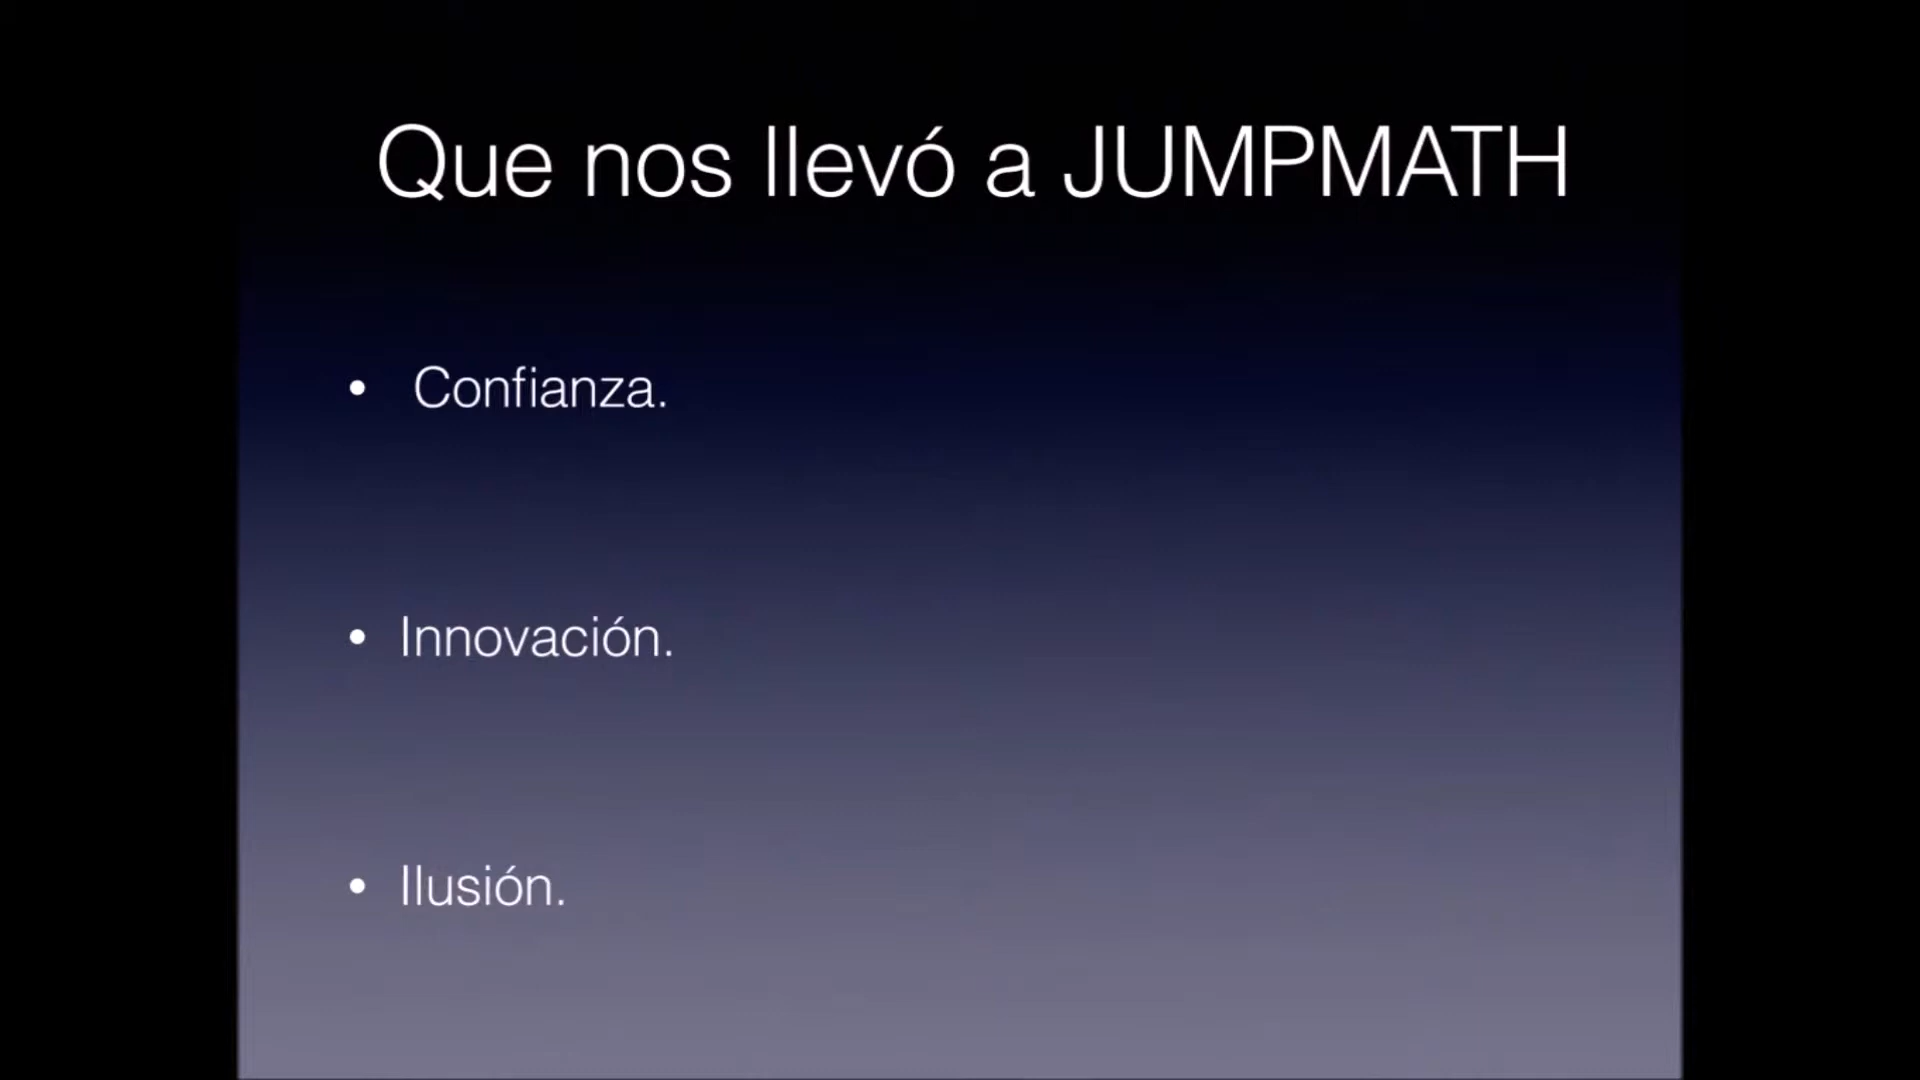 Que nos llevó a JUMPMATH
• Confianza.
• Innovación.
• Ilusión.